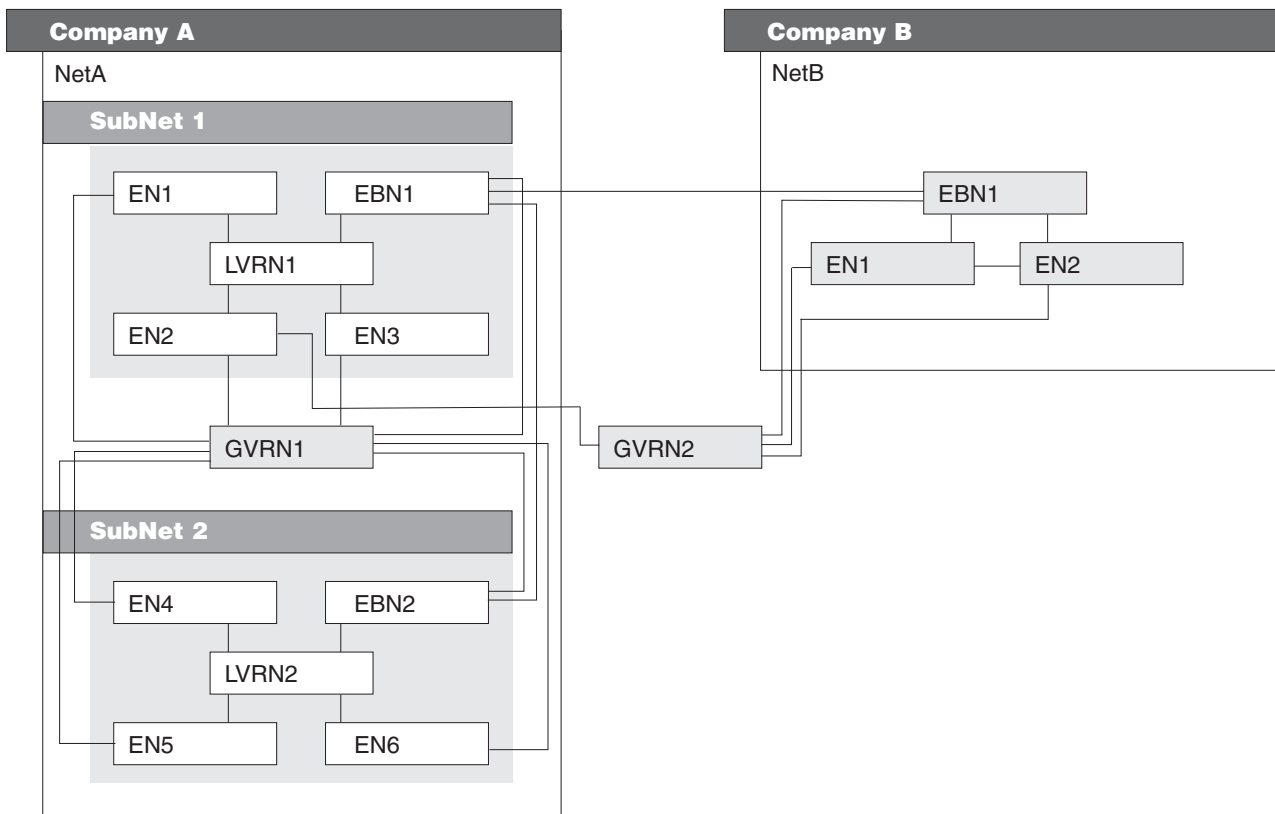 Company A
NetA
SubNet 1
EN1
EBN1
LVRN1
EN2
EN3
GVRN1
SubNet 2
EN4
EBN2
LVRN2
EN5
EN6
GVRN2
Company B
NetB
EBN1
EN1
EN2